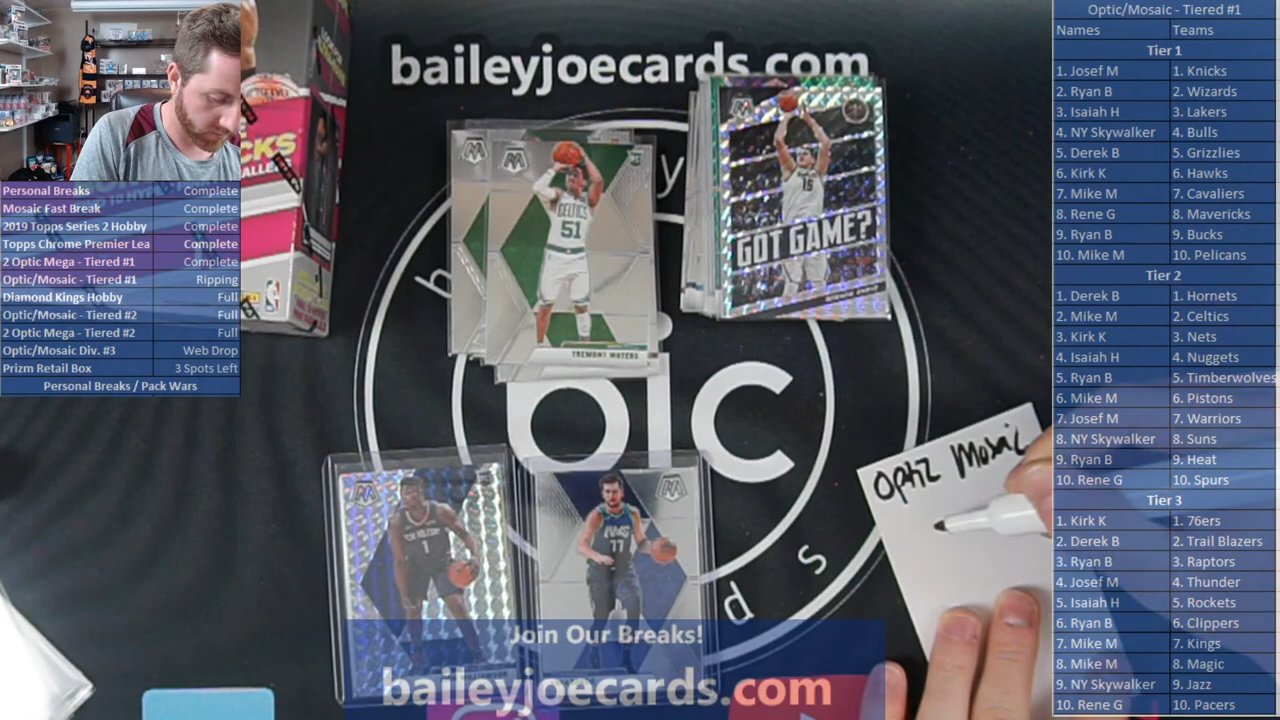 baileyjoecards.com
Personal Breaks Complete
Mosaic Fast Break Complete
2019 Topps Series 2 Hobby Complete
Topps Chrome Premier Lea Complete
2 Optic Mega - Tiered #1 Complete
Optic/Mosaic - Tiered #1 Ripping
Diamond Kings Hobby Full
Optic/Mosaic - Tiered #2 Full
2 Optic Mega - Tiered #2 Full
Optic/Mosaic Div. #3 Web Drop
Prizm Retail Box 3 Spots Left
Personal Breaks / Pack Wars
CELTICS
51
TREMONT WATERS
15
GOT GAME?
bjc
1
77
Optic Mosaic
Join Our Breaks!
baileyjoecards.com
Optic/Mosaic - Tiered #1
Names Teams
Tier 1
1. Josef M 1. Knicks
2. Ryan B 2. Wizards
3. Isaiah H 3. Lakers
4. NY Skywalker 4. Bulls
5. Derek B 5. Grizzlies
6. Kirk K 6. Hawks
7. Mike M 7. Cavaliers
8. Rene G 8. Mavericks
9. Ryan B 9. Bucks
10. Mike M 10. Pelicans
Tier 2
1. Derek B 1. Hornets
2. Mike M 2. Celtics
3. Kirk K 3. Nets
4. Isaiah H 4. Nuggets
5. Ryan B 5. Timberwolves
6. Mike M 6. Pistons
7. Josef M 7. Warriors
8. NY Skywalker 8. Suns
9. Ryan B 9. Heat
10. Rene G 10. Spurs
Tier 3
1. Kirk K 1. 76ers
2. Derek B 2. Trail Blazers
3. Ryan B 3. Raptors
4. Josef M 4. Thunder
5. Isaiah H 5. Rockets
6. Ryan B 6. Clippers
7. Mike M 7. Kings
8. Mike M 8. Magic
9. NY Skywalker 9. Jazz
10. Rene G 10. Pacers